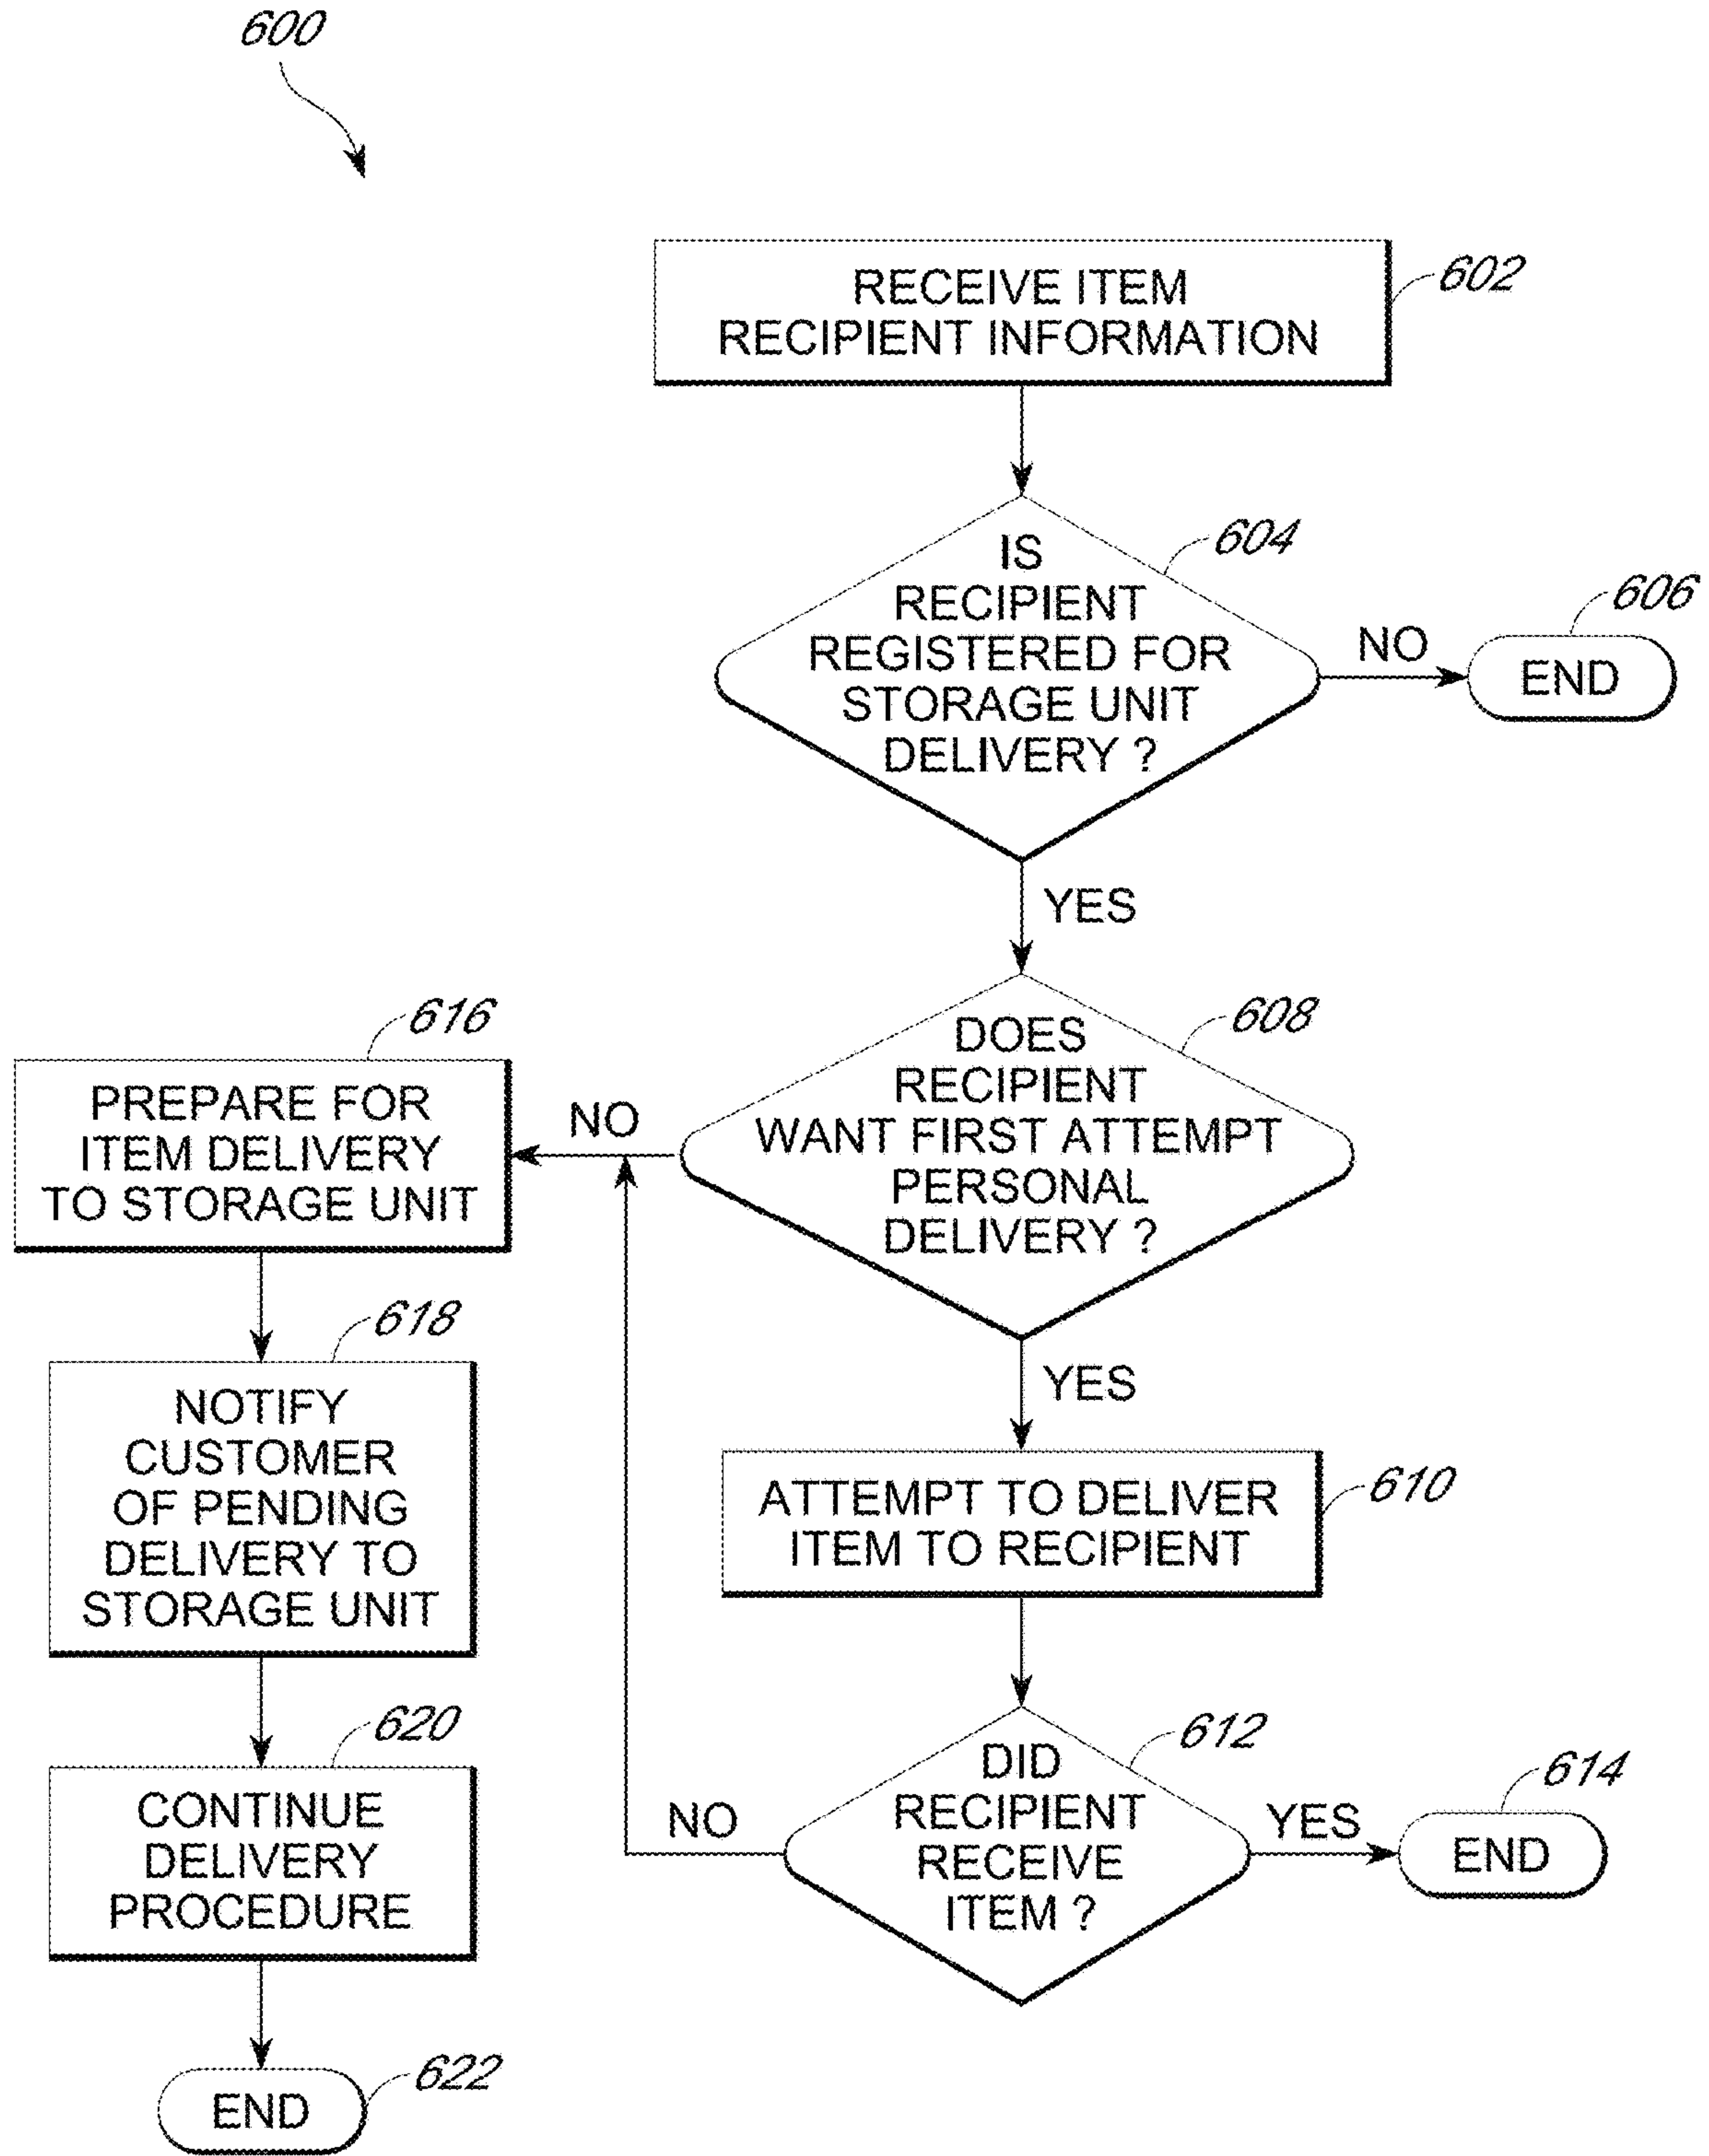 600
RECEIVE ITEM
RECIPIENT INFORMATION
602
IS
RECIPIENT
REGISTERED FOR
STORAGE UNIT
DELIVERY ?
604
NO
END
606
YES
DOES
RECIPIENT
WANT FIRST ATTEMPT
PERSONAL
DELIVERY ?
608
NO
YES
ATTEMPT TO DELIVER
ITEM TO RECIPIENT
610
DID
RECIPIENT
RECEIVE
ITEM ?
612
NO
YES
END
614
PREPARE FOR
ITEM DELIVERY
TO STORAGE UNIT
616
NOTIFY
CUSTOMER
OF PENDING
DELIVERY TO
STORAGE UNIT
618
CONTINUE
DELIVERY
PROCEDURE
620
END
622